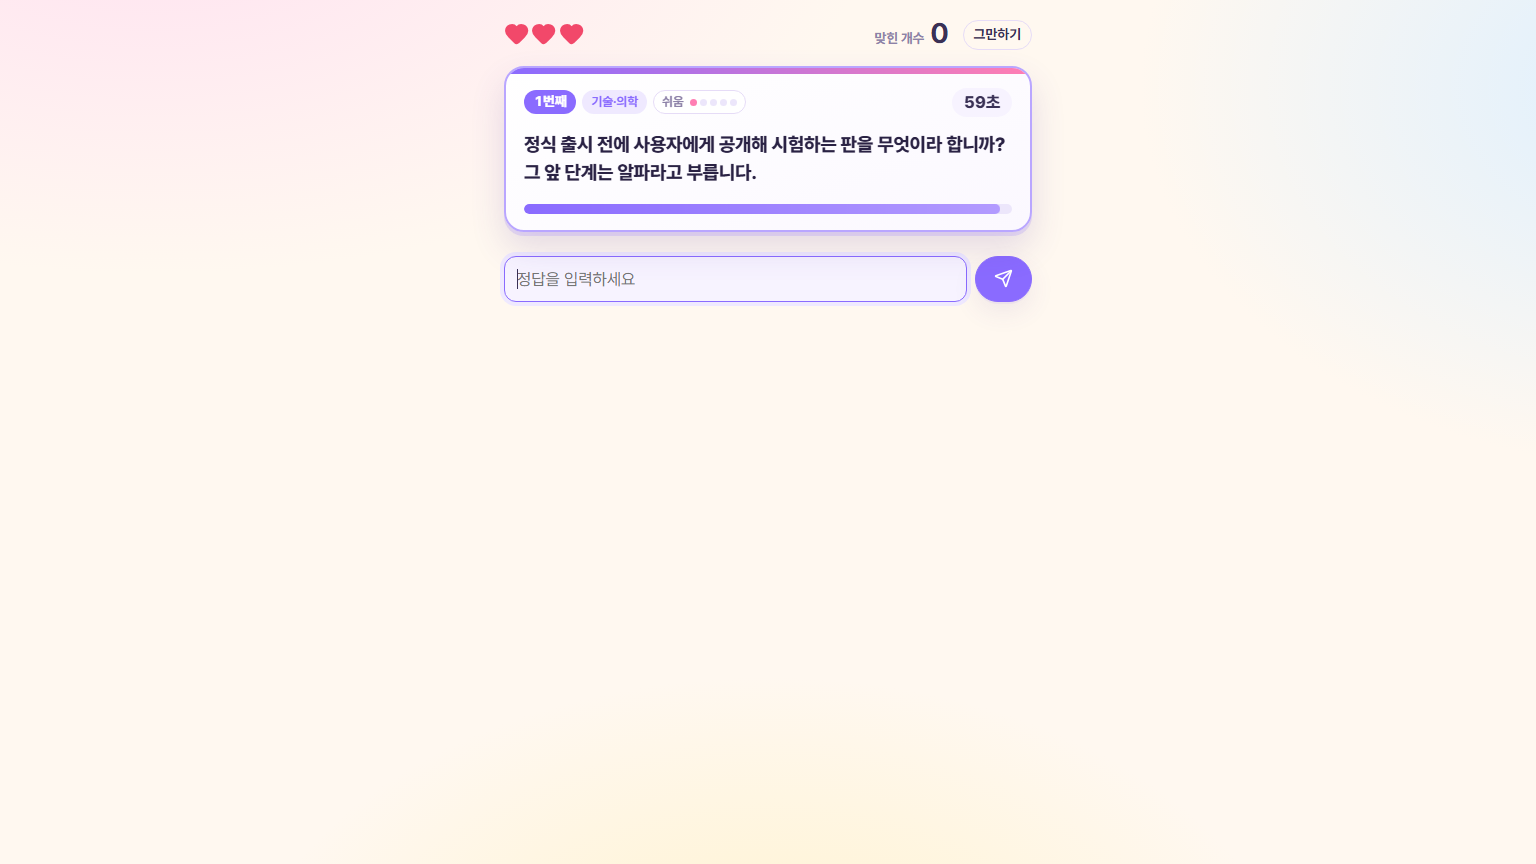 맞힌 개수 0 그만하기
1번째 기술·의학 쉬움 59초
정식 출시 전에 사용자에게 공개해 시험하는 판을 무엇이라 합니까?
그 앞 단계는 알파라고 부릅니다.
정답을 입력하세요